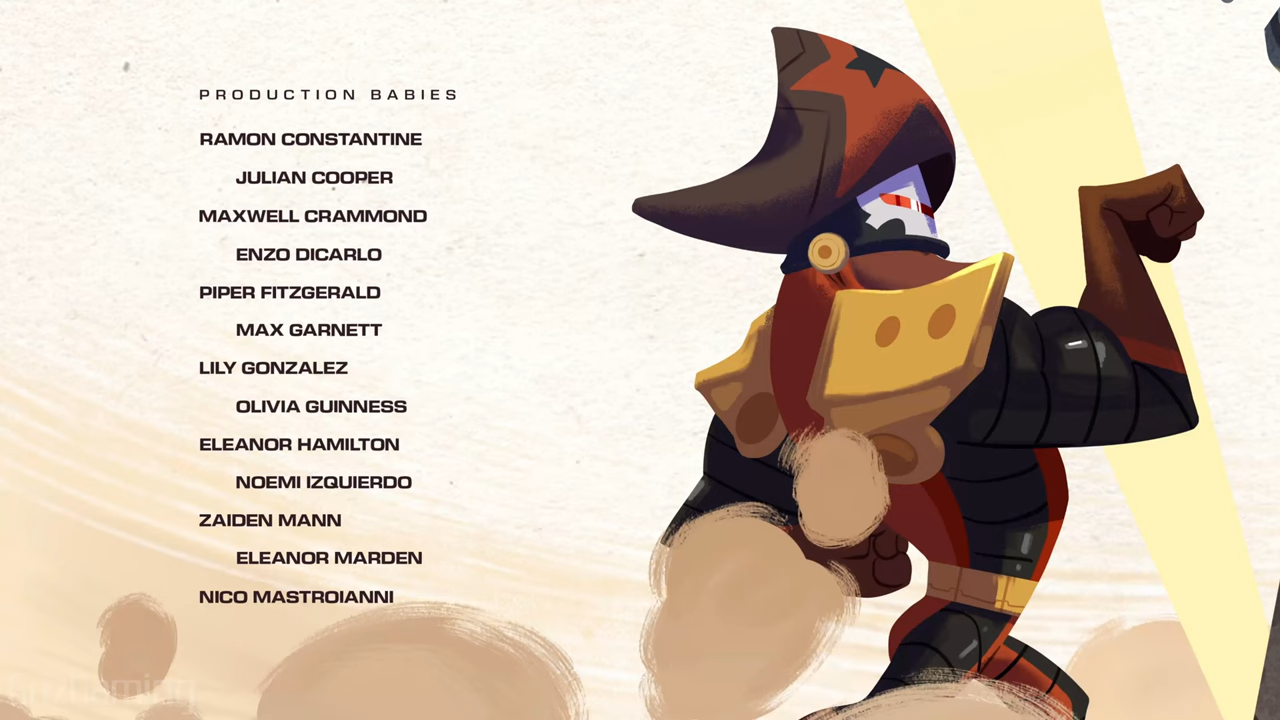 PRODUCTION BABIES
RAMON CONSTANTINE
JULIAN COOPER
MAXWELL CRAMMOND
ENZO DICARLO
PIPER FITZGERALD
MAX GARNETT
LILY GONZALEZ
OLIVIA GUINNESS
ELEANOR HAMILTON
NOEMI IZQUIERDO
ZAIDEN MANN
ELEANOR MARDEN
NICO MASTROIANNI